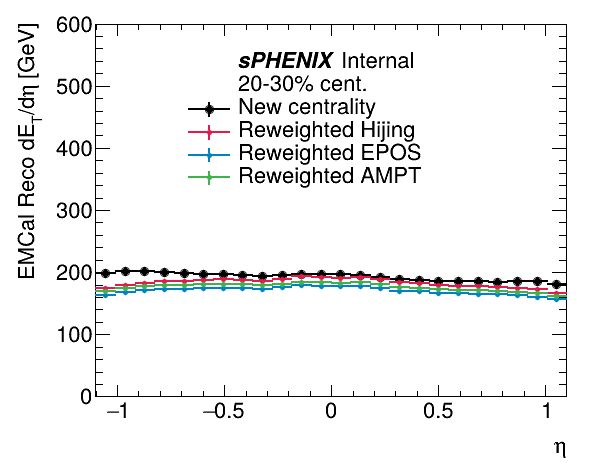 EMCal Reco dE_T/dη [GeV]
600
500
400
300
200
100
0
sPHENIX Internal
20-30% cent.
New centrality
Reweighted Hijing
Reweighted EPOS
Reweighted AMPT
−1 −0.5 0 0.5 1
η